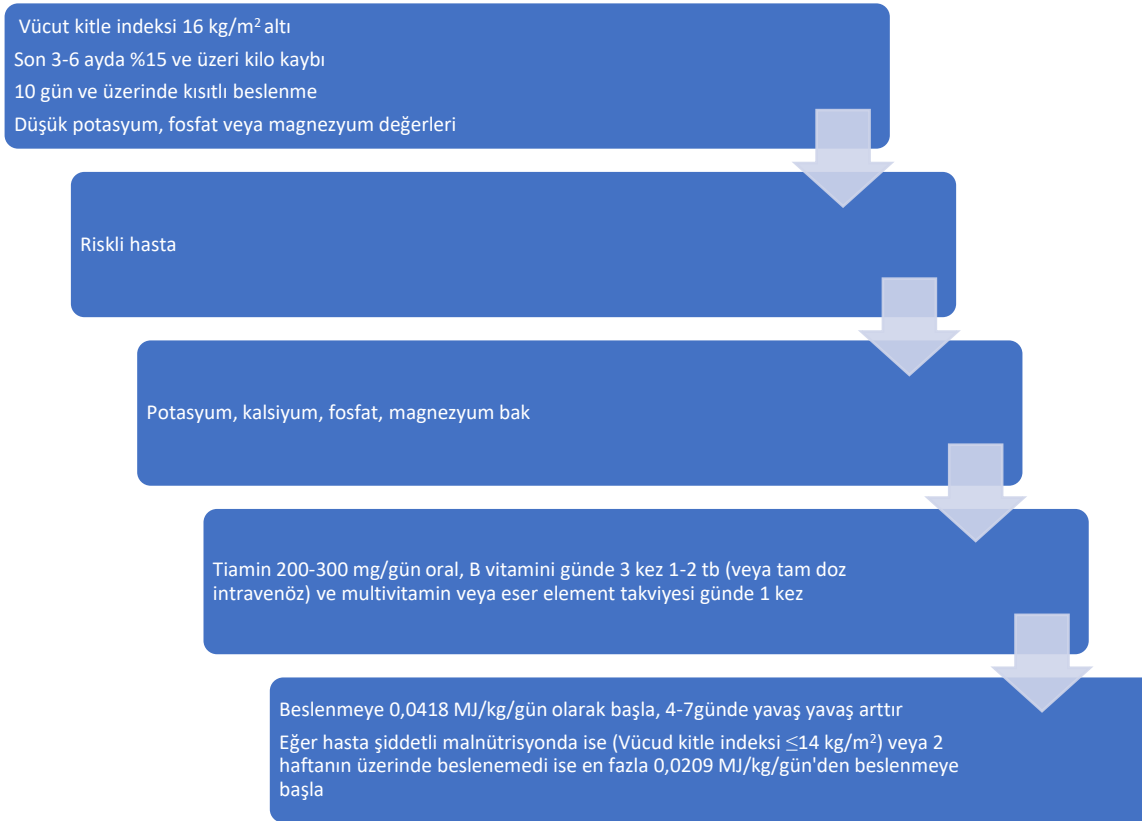 Vücut kitle indeksi 16 kg/m² altı
Son 3-6 ayda %15 ve üzeri kilo kaybı
10 gün ve üzerinde kısıtlı beslenme
Düşük potasyum, fosfat veya magnezyum değerleri
Riskli hasta
Potasyum, kalsiyum, fosfat, magnezyum bak
Tiamin 200-300 mg/gün oral, B vitamini günde 3 kez 1-2 tb (veya tam doz
intravenöz) ve multivitamin veya eser element takviyesi günde 1 kez
Beslenmeye 0,0418 MJ/kg/gün olarak başla, 4-7günde yavaş yavaş arttır
Eğer hasta şiddetli malnütrisyonda ise (Vücud kitle indeksi ≤14 kg/m²) veya 2
haftanın üzerinde beslenemedi ise en fazla 0,0209 MJ/kg/gün'den beslenmeye
başla